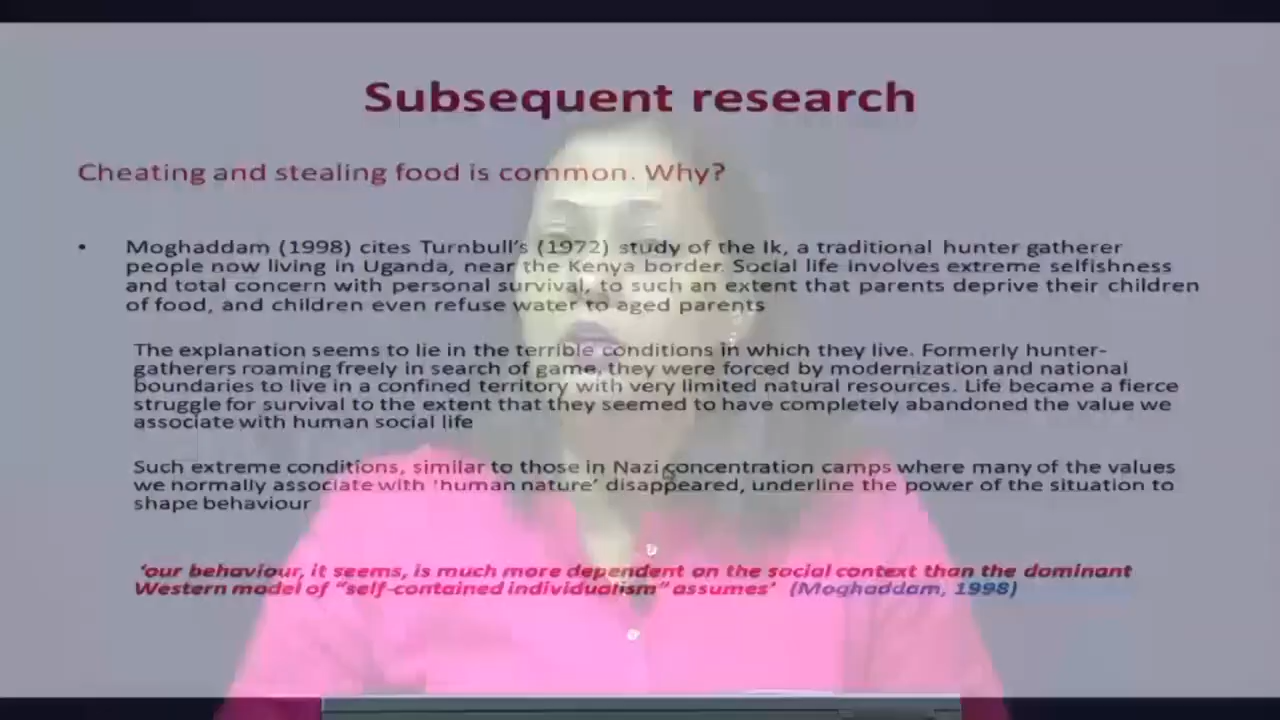 Subsequent research
Cheating and stealing food is common. Why?
• Moghaddam (1998) cites Turnbull's (1972) study of the Ik, a traditional hunter gatherer
people now living in Uganda, near the Kenya border. Social life involves extreme selfishness
and total concern with personal survival, to such an extent that parents deprive their children
of food, and children even refuse water to aged parents
The explanation seems to lie in the terrible conditions in which they live. Formerly hunter-
gatherers roaming freely in search of game, they were forced by modernization and national
boundaries to live in a confined territory with very limited natural resources. Life became a fierce
struggle for survival to the extent that they seemed to have completely abandoned the value we
associate with human social life
Such extreme conditions, similar to those in Nazi concentration camps where many of the values
we normally associate with 'human nature' disappeared, underline the power of the situation to
shape behaviour
'our behaviour, it seems, is much more dependent on the social context than the dominant
Western model of "self-contained individualism" assumes' (Moghaddam, 1998)